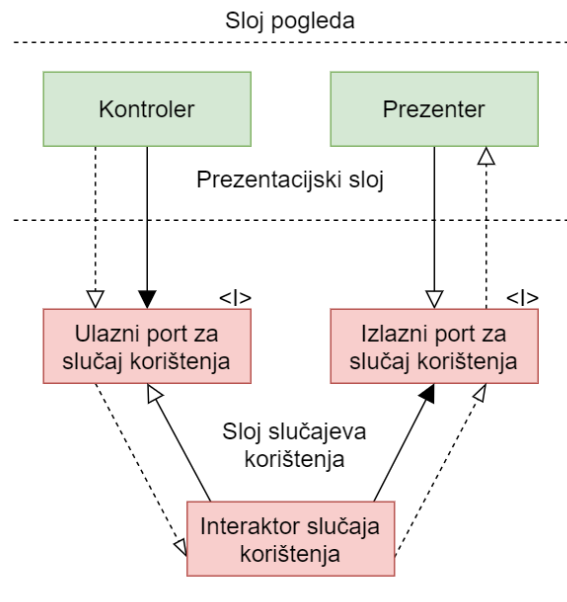 Sloj pogleda
Kontroler
Prezenter
Prezentacijski sloj
<I>
<I>
Ulazni port za
slučaj korištenja
Izlazni port za
slučaj korištenja
Sloj slučajeva
korištenja
Interaktor slučaja
korištenja